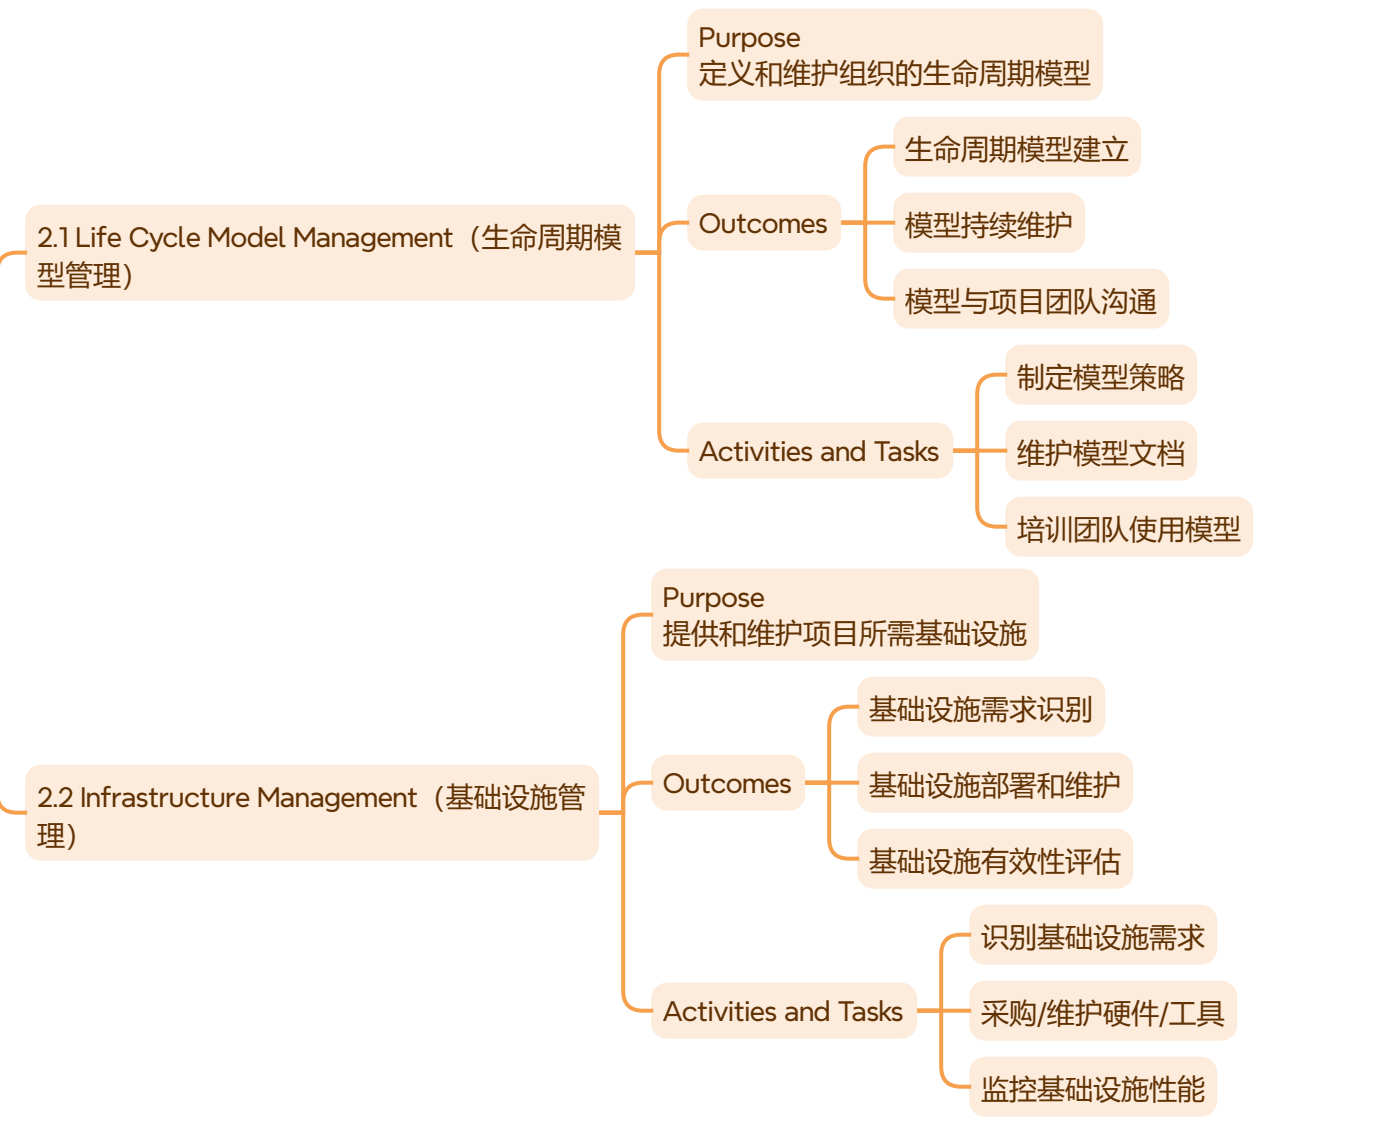 Purpose
定义和维护组织的生命周期模型
生命周期模型建立
2.1 Life Cycle Model Management（生命周期模
型管理）
Outcomes
模型持续维护
模型与项目团队沟通
制定模型策略
Activities and Tasks
维护模型文档
培训团队使用模型
Purpose
提供和维护项目所需基础设施
基础设施需求识别
2.2 Infrastructure Management（基础设施管
理）
Outcomes
基础设施部署和维护
基础设施有效性评估
识别基础设施需求
Activities and Tasks
采购/维护硬件/工具
监控基础设施性能